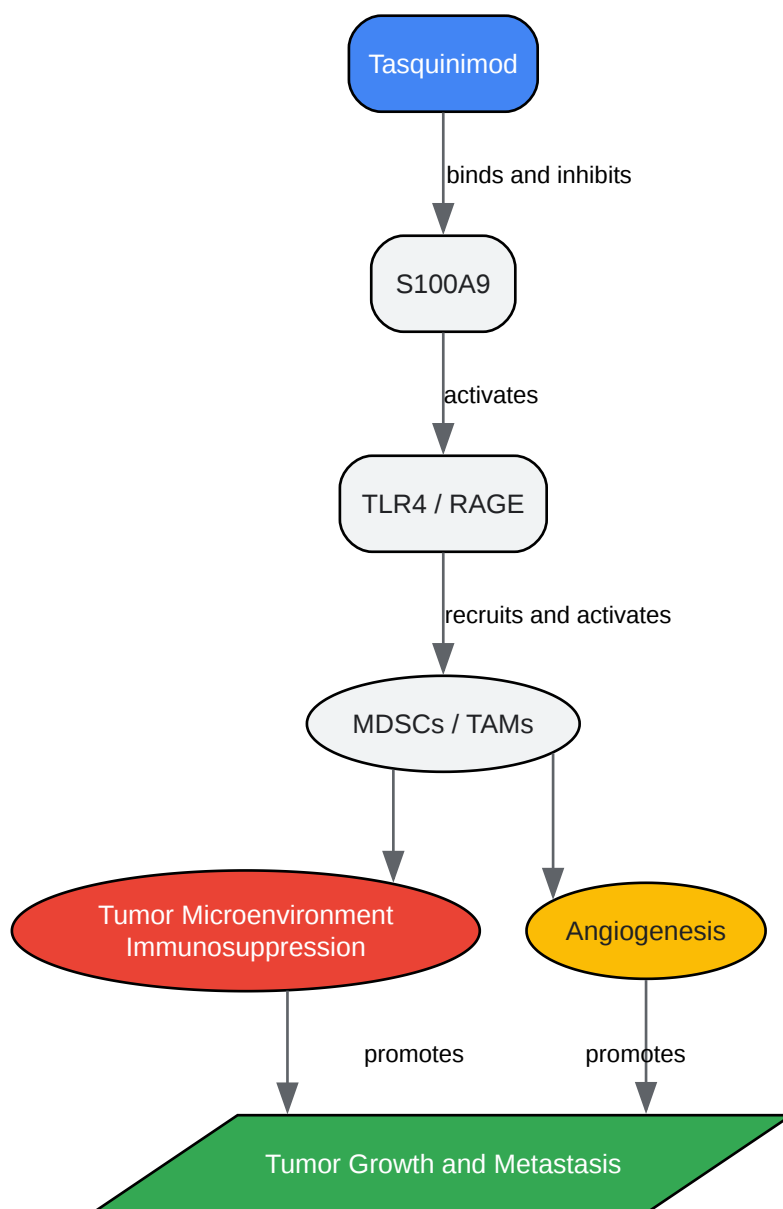 Tasquinimod
binds and inhibits
S100A9
activates
TLR4 / RAGE
recruits and activates
MDSCs / TAMs
Tumor Microenvironment
Immunosuppression
Angiogenesis
promotes
promotes
Tumor Growth and Metastasis